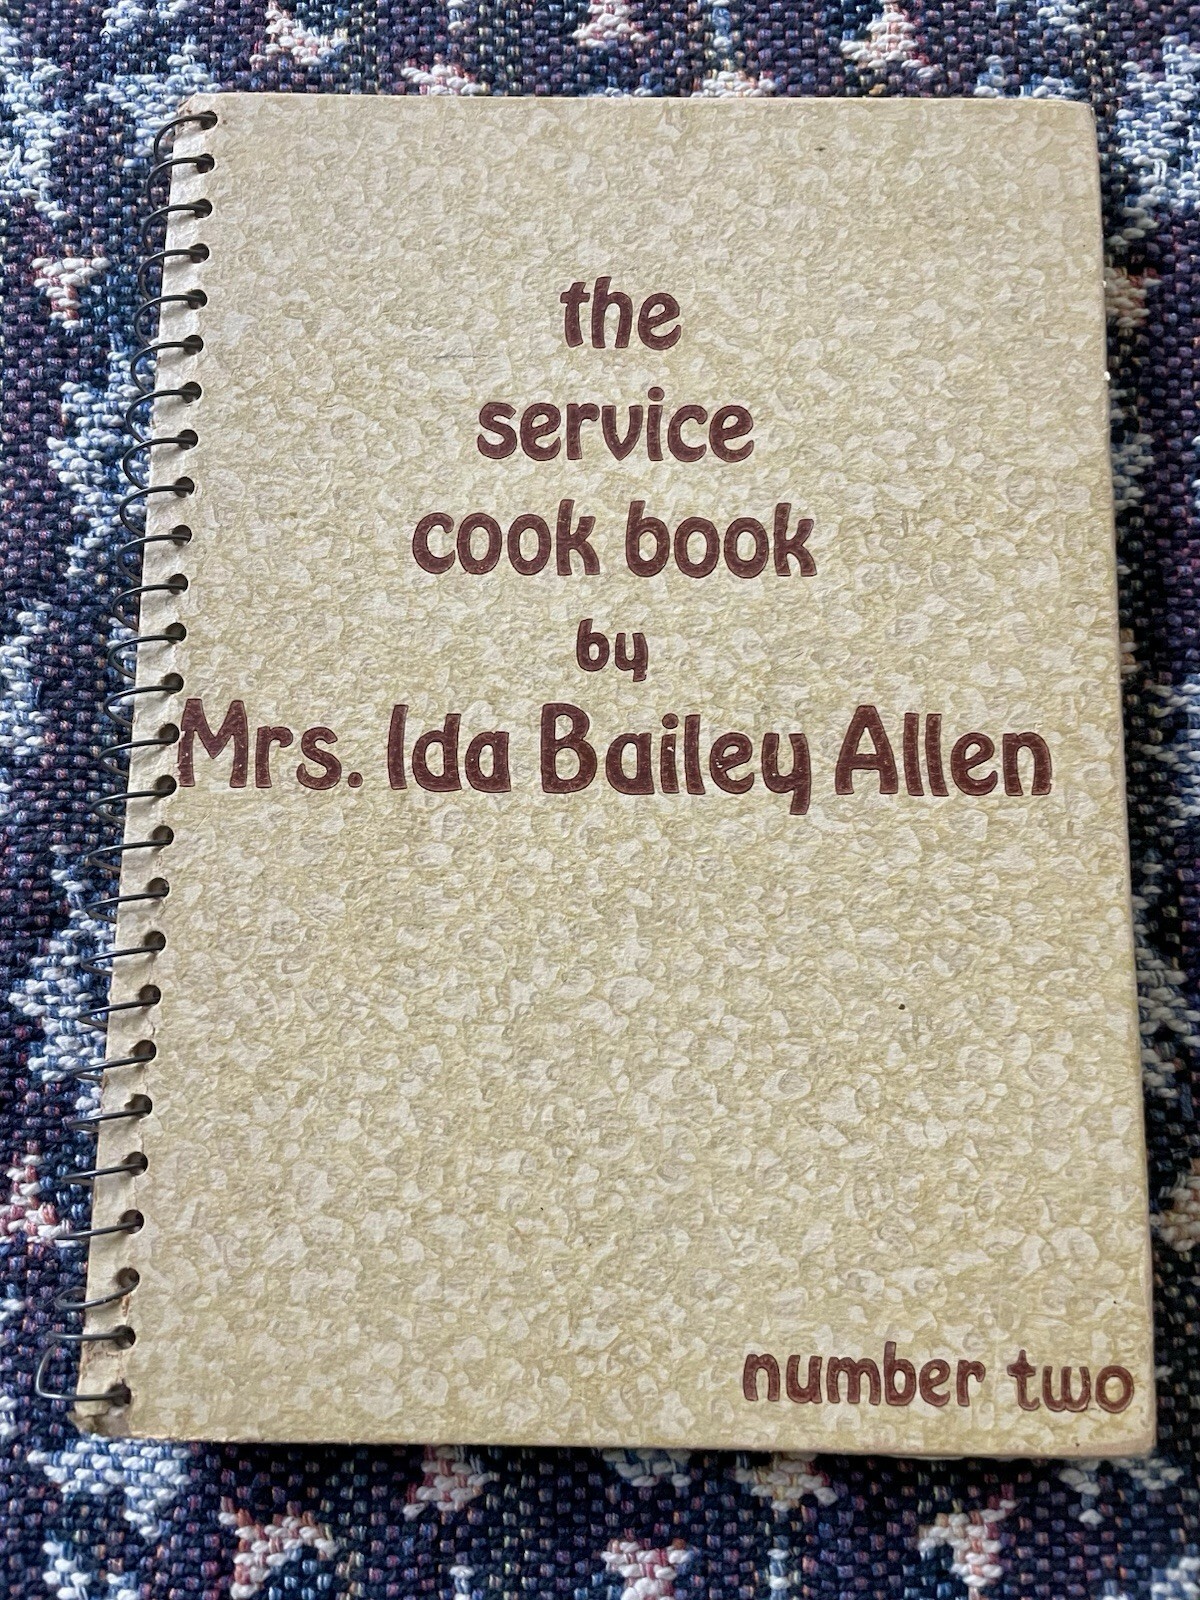 the
service
cook book
by
Mrs. Ida Bailey Allen
number two